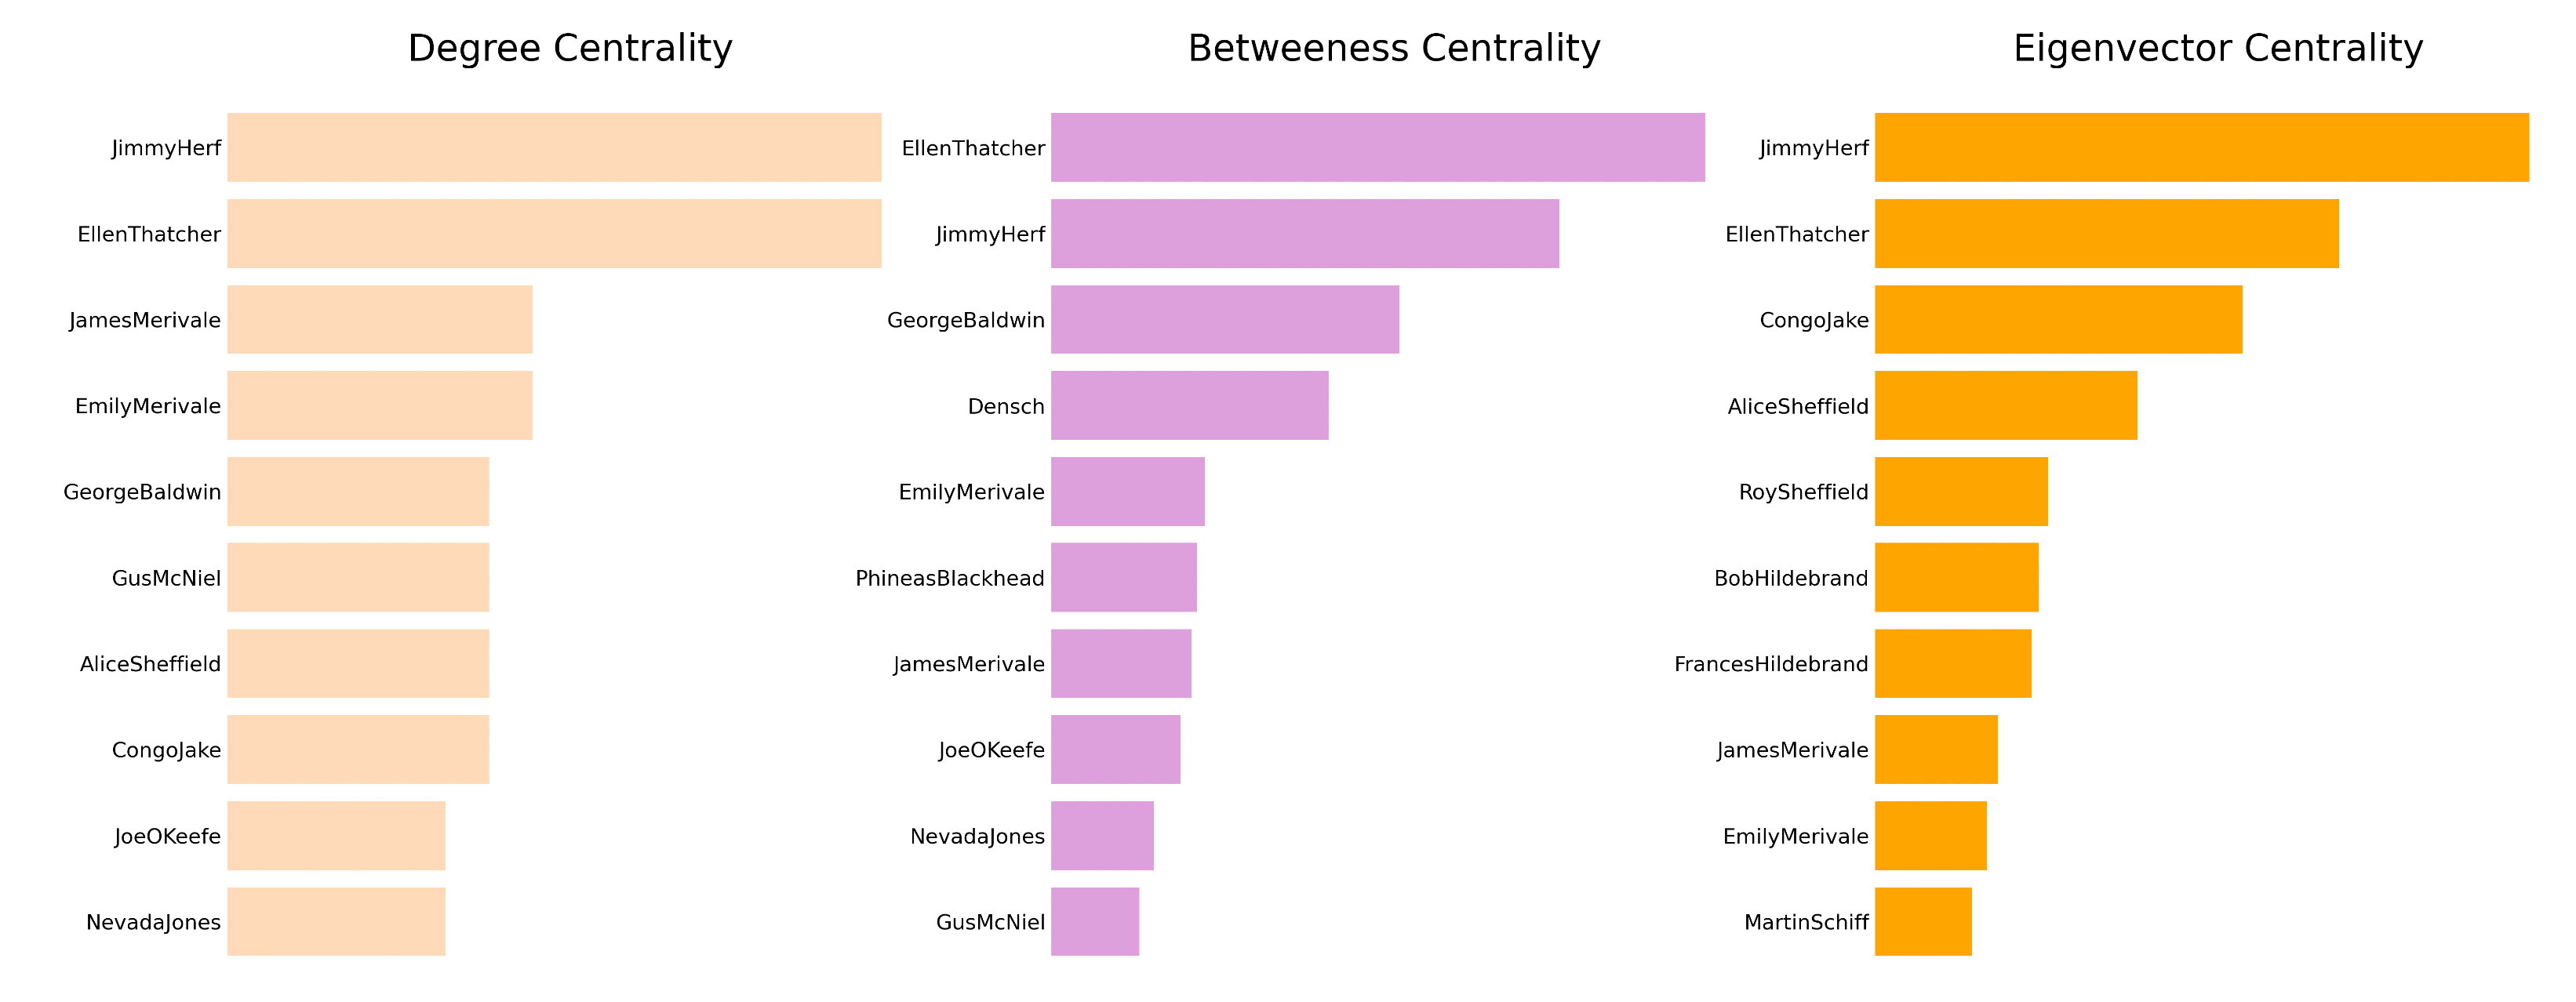 Degree Centrality
JimmyHerf
EllenThatcher
JamesMerivale
EmilyMerivale
GeorgeBaldwin
GusMcNiel
AliceSheffield
CongoJake
JoeOKeefe
NevadaJones
Betweeness Centrality
EllenThatcher
JimmyHerf
GeorgeBaldwin
Densch
EmilyMerivale
PhineasBlackhead
JamesMerivale
JoeOKeefe
NevadaJones
GusMcNiel
Eigenvector Centrality
JimmyHerf
EllenThatcher
CongoJake
AliceSheffield
RoySheffield
BobHildebrand
FrancesHildebrand
JamesMerivale
EmilyMerivale
MartinSchiff